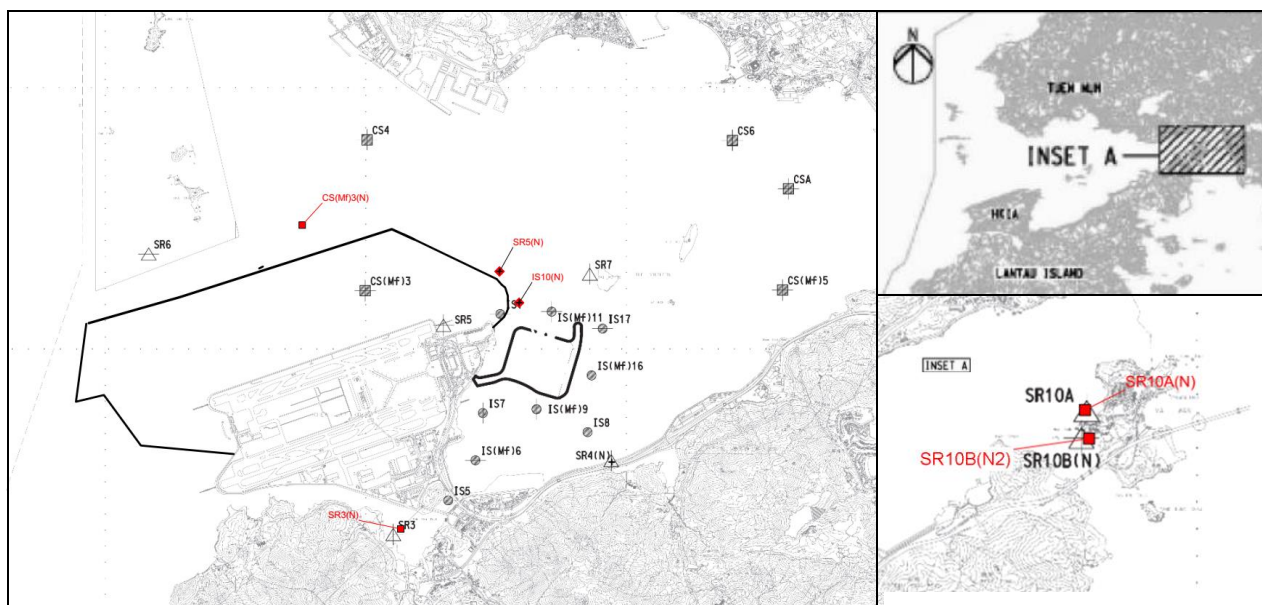 CS4
CS6
CSA
CS(Mf)3(N)
SR5(N)
SR6
SR7
IS10(N)
CS(Mf)3
CS(Mf)5
SR5
IS(Mf)11
IS17
IS(Mf)16
IS7
IS(Mf)9
IS8
IS(Mf)6
SR4(N)
IS5
SR3(N)
SR3
N
TUEN MUN
INSET A
HKIA
LANTAU ISLAND
INSET A
SR10A(N)
SR10A
SR10B(N2)
SR10B(N)